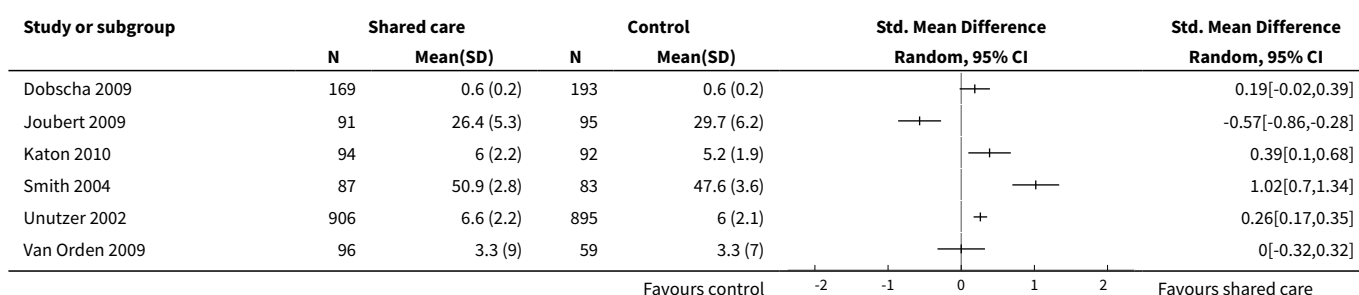 Study or subgroup Shared care Control Std. Mean Difference Std. Mean Difference
N Mean(SD) N Mean(SD) Random, 95% CI Random, 95% CI
Dobscha 2009 169 0.6 (0.2) 193 0.6 (0.2) 0.19[-0.02,0.39]
Joubert 2009 91 26.4 (5.3) 95 29.7 (6.2) -0.57[-0.86,-0.28]
Katon 2010 94 6 (2.2) 92 5.2 (1.9) 0.39[0.1,0.68]
Smith 2004 87 50.9 (2.8) 83 47.6 (3.6) 1.02[0.7,1.34]
Unutzer 2002 906 6.6 (2.2) 895 6 (2.1) 0.26[0.17,0.35]
Van Orden 2009 96 3.3 (9) 59 3.3 (7) 0[-0.32,0.32]
Favours control -2 -1 0 1 2 Favours shared care